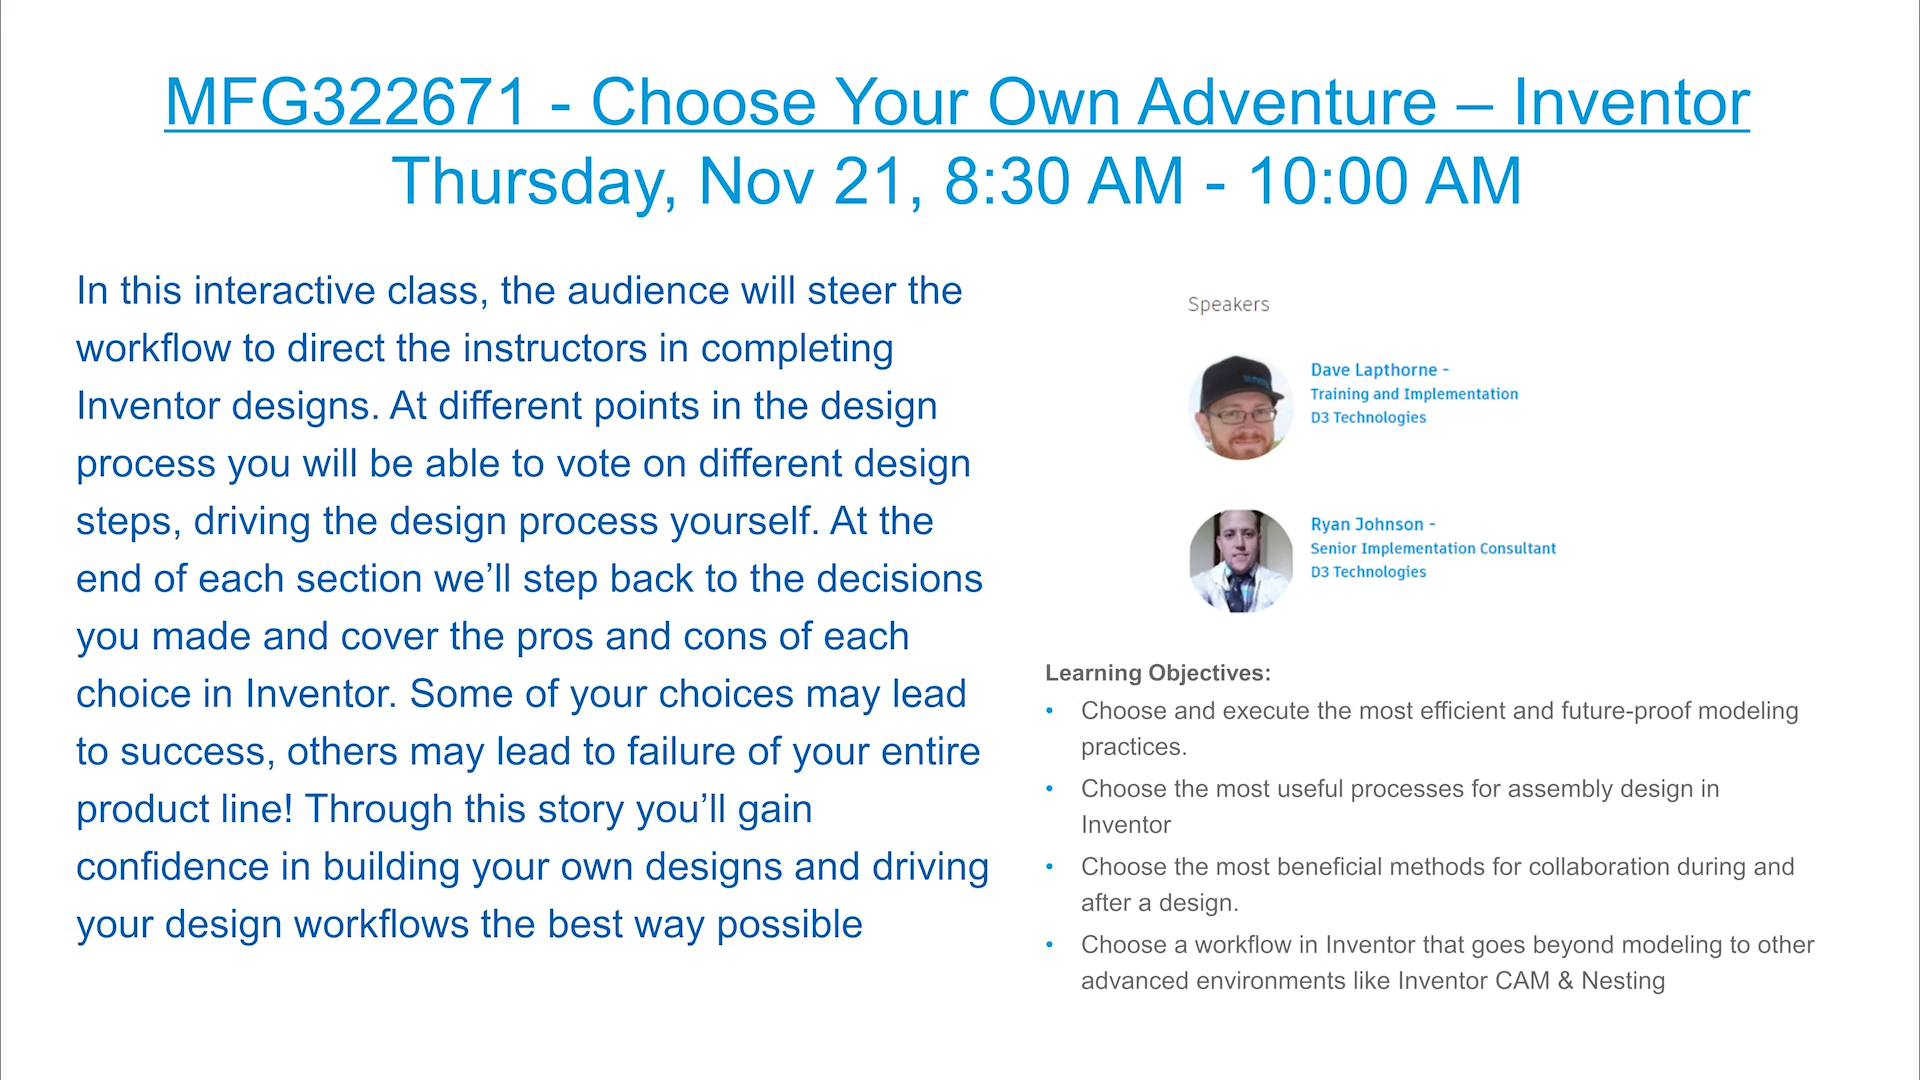 MFG322671 - Choose Your Own Adventure – Inventor
Thursday, Nov 21, 8:30 AM - 10:00 AM
In this interactive class, the audience will steer the
workflow to direct the instructors in completing
Inventor designs. At different points in the design
process you will be able to vote on different design
steps, driving the design process yourself. At the
end of each section we’ll step back to the decisions
you made and cover the pros and cons of each
choice in Inventor. Some of your choices may lead
to success, others may lead to failure of your entire
product line! Through this story you’ll gain
confidence in building your own designs and driving
your design workflows the best way possible
Speakers
Dave Lapthorne -
Training and Implementation
D3 Technologies
Ryan Johnson -
Senior Implementation Consultant
D3 Technologies
Learning Objectives:
• Choose and execute the most efficient and future-proof modeling
practices.
• Choose the most useful processes for assembly design in
Inventor
• Choose the most beneficial methods for collaboration during and
after a design.
• Choose a workflow in Inventor that goes beyond modeling to other
advanced environments like Inventor CAM & Nesting